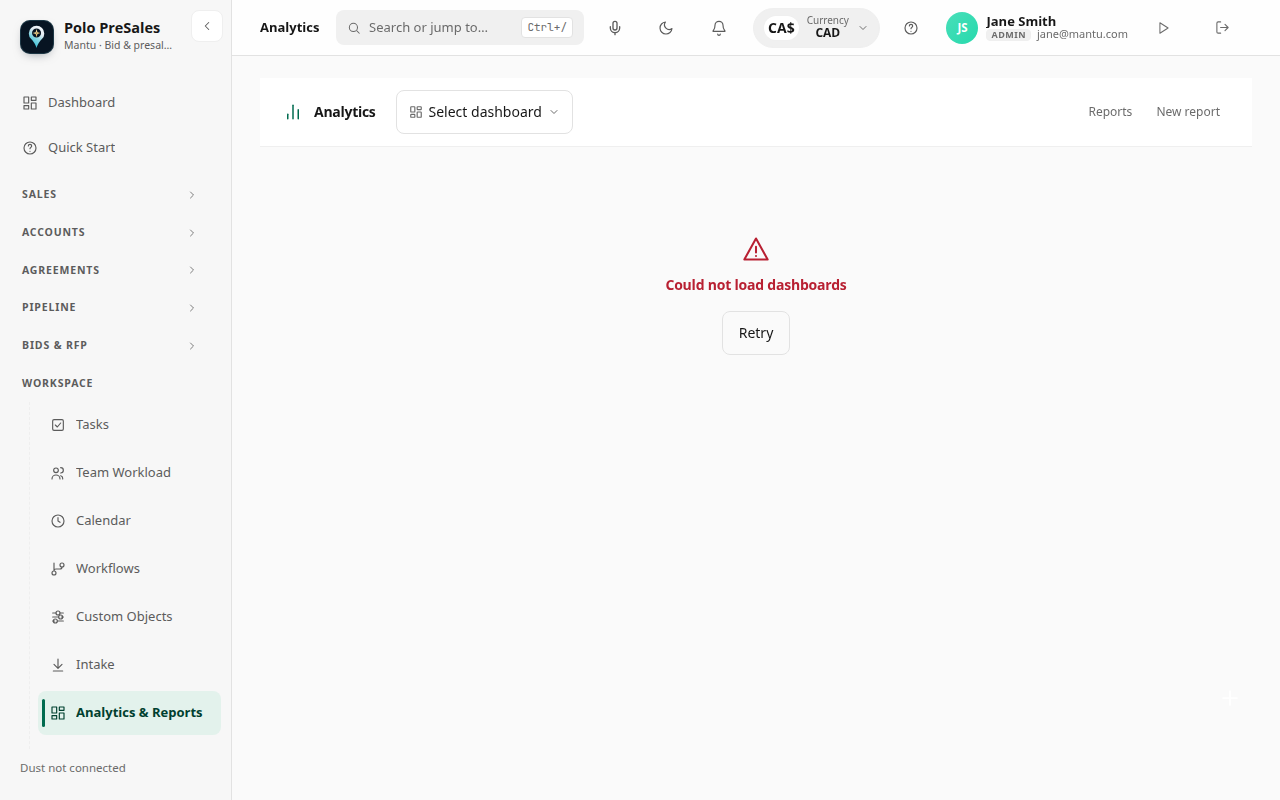 Polo PreSales
Mantu · Bid & presal...
Dashboard
Quick Start
SALES
ACCOUNTS
AGREEMENTS
PIPELINE
BIDS & RFP
WORKSPACE
Tasks
Team Workload
Calendar
Workflows
Custom Objects
Intake
Analytics & Reports
Dust not connected
Analytics
Search or jump to...
Ctrl+/
CA$
Currency
CAD
JS
Jane Smith
ADMIN jane@mantu.com
Analytics
Select dashboard
Reports
New report
Could not load dashboards
Retry